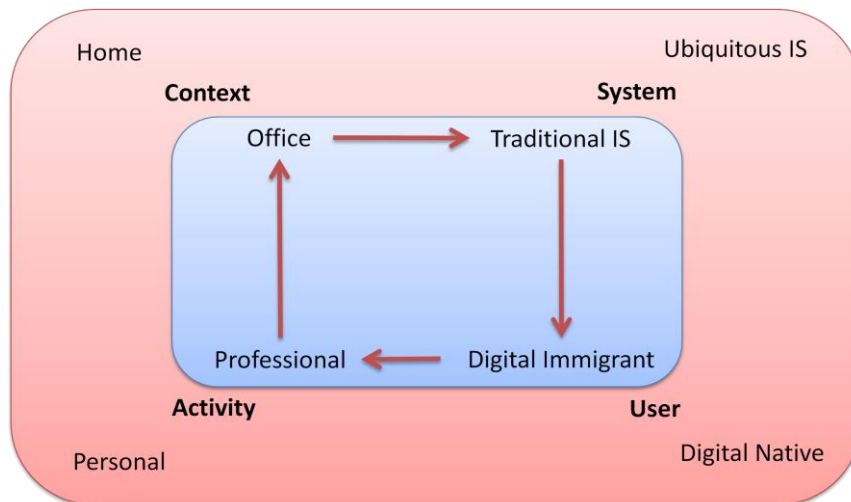 Home
Ubiquitous IS
Context
System
Office
Traditional IS
Professional
Digital Immigrant
Activity
User
Personal
Digital Native